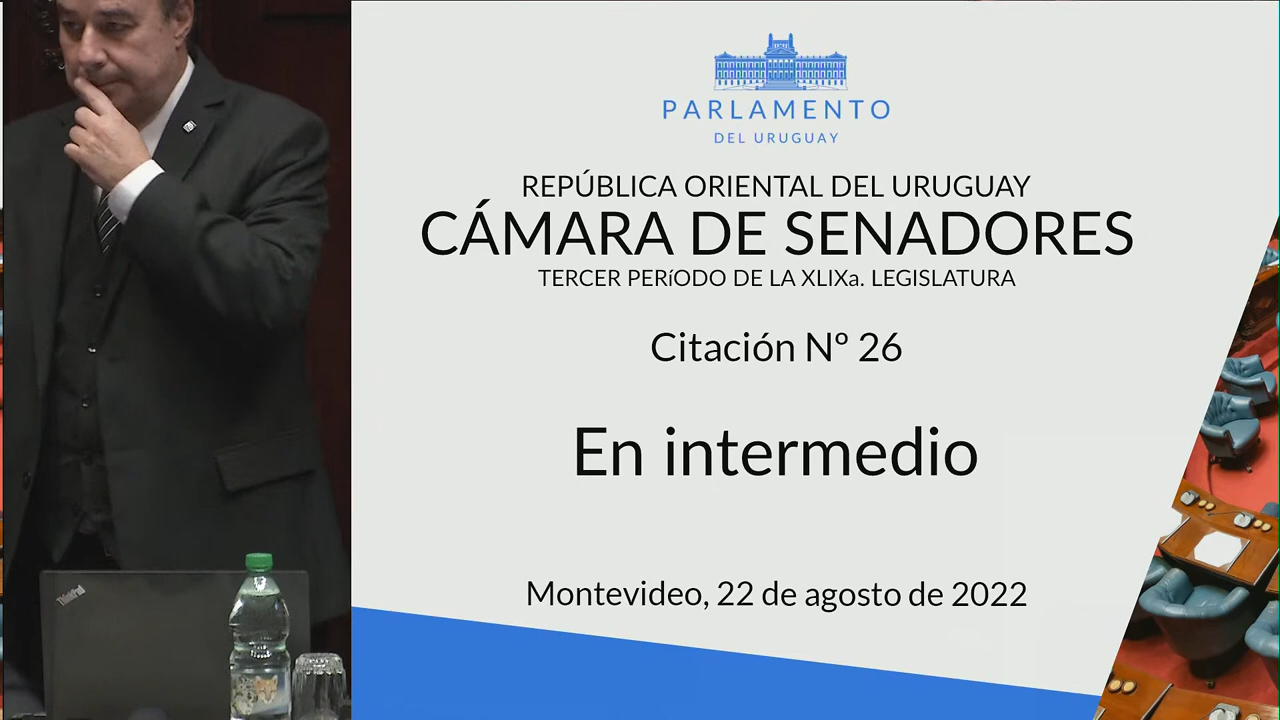 PARLAMENTO
DEL URUGUAY
REPÚBLICA ORIENTAL DEL URUGUAY
CÁMARA DE SENADORES
TERCER PERíODO DE LA XLIXa. LEGISLATURA
Citación Nº 26
En intermedio
Montevideo, 22 de agosto de 2022
ThinkPad